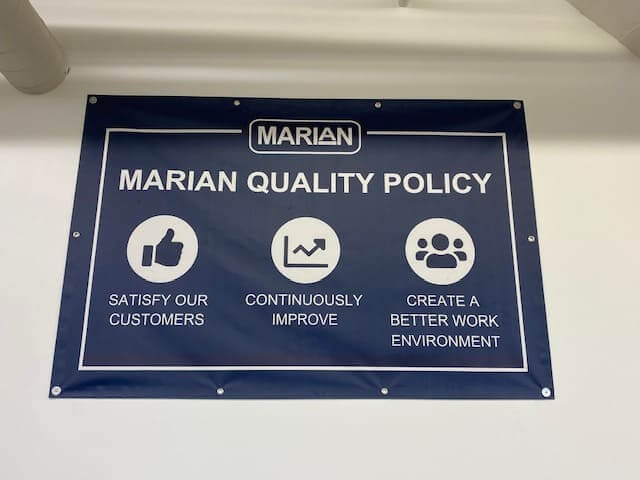 MARIAN
MARIAN QUALITY POLICY
SATISFY OUR
CUSTOMERS
CONTINUOUSLY
IMPROVE
CREATE A
BETTER WORK
ENVIRONMENT